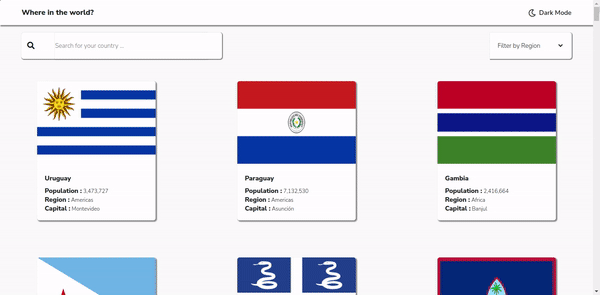 Where in the world?
Dark Mode
Search for your country ...
Filter by Region
Uruguay
Population : 3,473,727
Region : Americas
Capital : Montevideo
Paraguay
Population : 7,132,530
Region : Americas
Capital : Asunción
Gambia
Population : 2,416,664
Region : Africa
Capital : Banjul